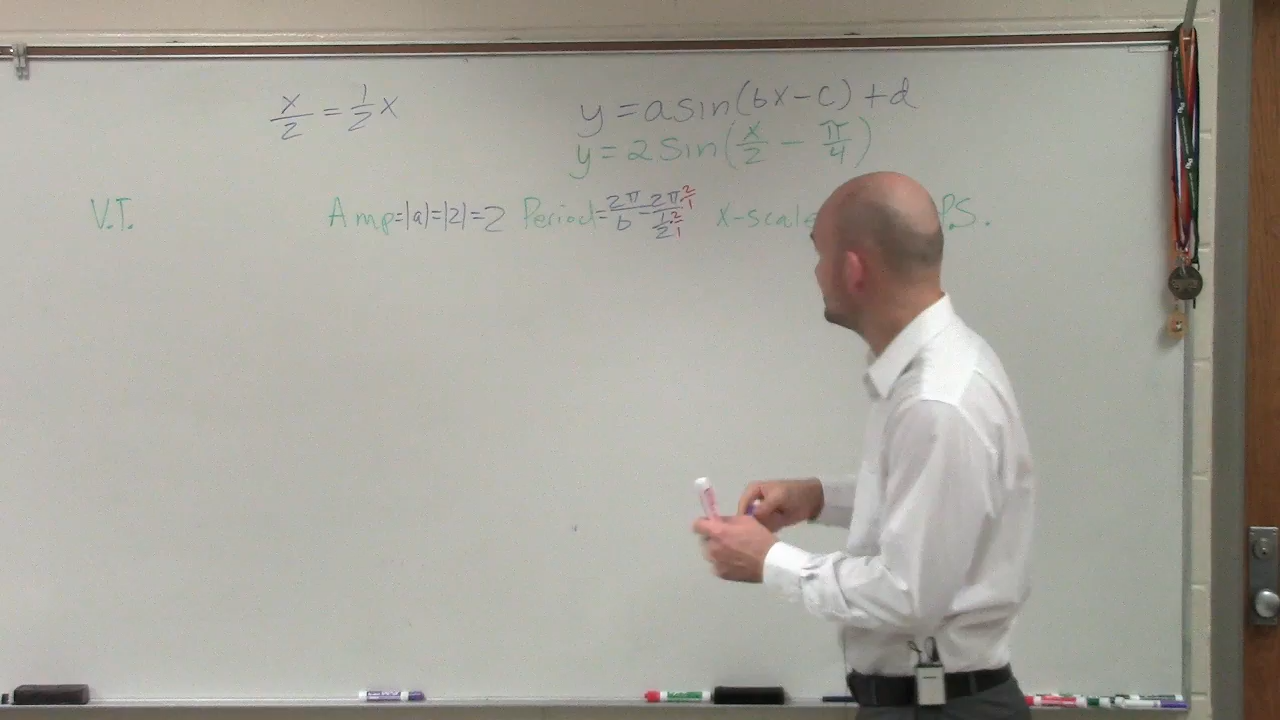 x/2 = 1/2 x
y = a sin(bx - c) + d
y = 2 sin(x/2 - π/4)
V.T. Amp = |a| = |2| = 2 Period = 2π/b - 2π/(1/2) 2/1 2/1 x-scale P.S.